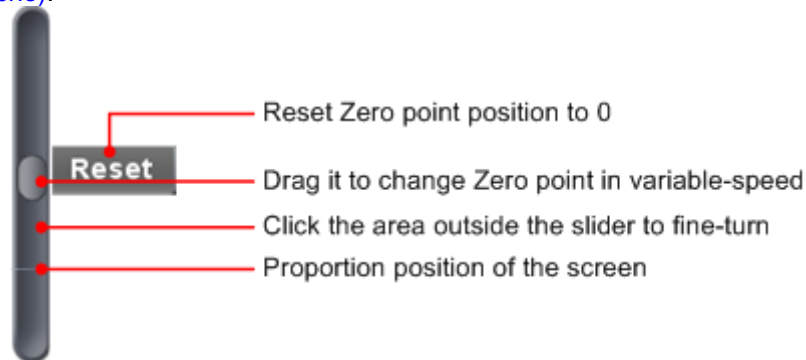 Reset Zero point position to 0
Reset
Drag it to change Zero point in variable-speed
Click the area outside the slider to fine-turn
Proportion position of the screen